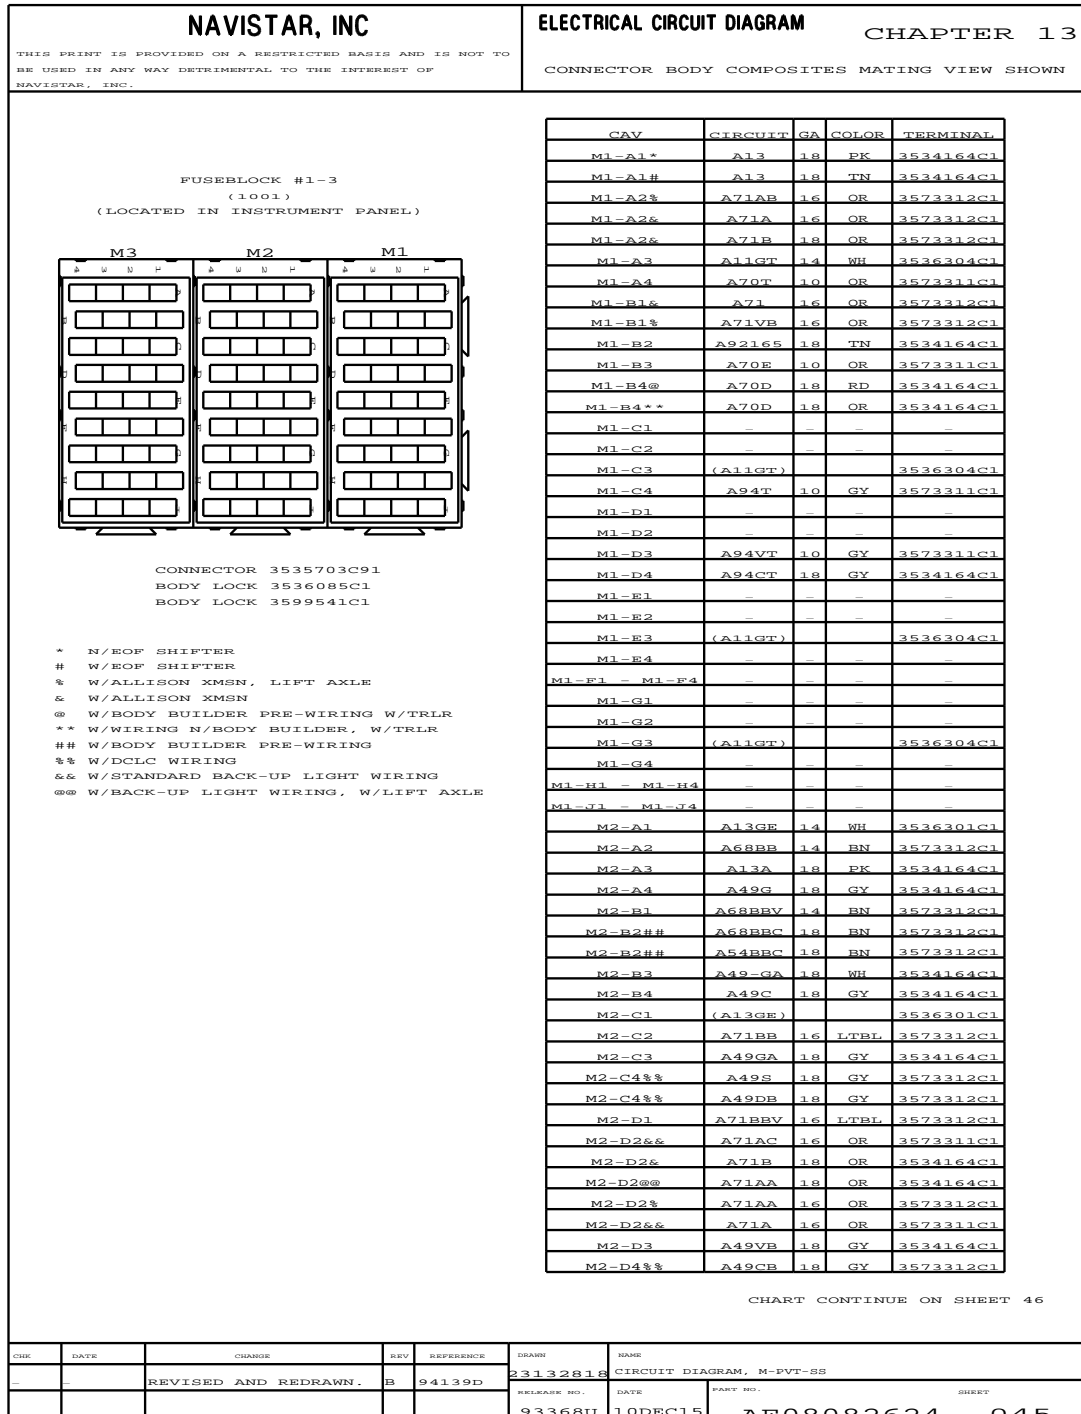 NAVISTAR, INC
THIS PRINT IS PROVIDED ON A RESTRICTED BASIS AND IS NOT TO
BE USED IN ANY WAY DETRIMENTAL TO THE INTEREST OF
NAVISTAR, INC.
ELECTRICAL CIRCUIT DIAGRAM
CHAPTER 13
CONNECTOR BODY COMPOSITES MATING VIEW SHOWN
FUSEBLOCK #1-3
(1001)
(LOCATED IN INSTRUMENT PANEL)
M3 M2 M1
4 3 2 1 4 3 2 1 4 3 2 1
CONNECTOR 3535703C91
BODY LOCK 3536085C1
BODY LOCK 3599541C1
* N/EOF SHIFTER
# W/EOF SHIFTER
% W/ALLISON XMSN, LIFT AXLE
& W/ALLISON XMSN
@ W/BODY BUILDER PRE-WIRING W/TRLR
** W/WIRING N/BODY BUILDER, W/TRLR
## W/BODY BUILDER PRE-WIRING
%% W/DCLC WIRING
&& W/STANDARD BACK-UP LIGHT WIRING
@@ W/BACK-UP LIGHT WIRING, W/LIFT AXLE
CAV CIRCUIT GA COLOR TERMINAL
M1-A1* A13 18 PK 3534164C1
M1-A1# A13 18 TN 3534164C1
M1-A2% A71AB 16 OR 3573312C1
M1-A2& A71A 16 OR 3573312C1
M1-A2& A71B 18 OR 3573312C1
M1-A3 A11GT 14 WH 3536304C1
M1-A4 A70T 10 OR 3573311C1
M1-B1& A71 16 OR 3573312C1
M1-B1% A71VB 16 OR 3573312C1
M1-B2 A92165 18 TN 3534164C1
M1-B3 A70E 10 OR 3573311C1
M1-B4@ A70D 18 RD 3534164C1
M1-B4** A70D 18 OR 3534164C1
M1-C1 – – – –
M1-C2 – – – –
M1-C3 (A11GT) 3536304C1
M1-C4 A94T 10 GY 3573311C1
M1-D1 – – – –
M1-D2 – – – –
M1-D3 A94VT 10 GY 3573311C1
M1-D4 A94CT 18 GY 3534164C1
M1-E1 – – – –
M1-E2 – – – –
M1-E3 (A11GT) 3536304C1
M1-E4 – – – –
M1-F1 - M1-F4 – – – –
M1-G1 – – – –
M1-G2 – – – –
M1-G3 (A11GT) 3536304C1
M1-G4 – – – –
M1-H1 - M1-H4 – – – –
M1-J1 - M1-J4 – – – –
M2-A1 A13GE 14 WH 3536301C1
M2-A2 A68BB 14 BN 3573312C1
M2-A3 A13A 18 PK 3534164C1
M2-A4 A49G 18 GY 3534164C1
M2-B1 A68BBV 14 BN 3573312C1
M2-B2## A68BBC 18 BN 3573312C1
M2-B2## A54BBC 18 BN 3573312C1
M2-B3 A49-GA 18 WH 3534164C1
M2-B4 A49C 18 GY 3534164C1
M2-C1 (A13GE) 3536301C1
M2-C2 A71BB 16 LTBL 3573312C1
M2-C3 A49GA 18 GY 3534164C1
M2-C4%% A49S 18 GY 3573312C1
M2-C4%% A49DB 18 GY 3573312C1
M2-D1 A71BBV 16 LTBL 3573312C1
M2-D2&& A71AC 16 OR 3573311C1
M2-D2& A71B 18 OR 3534164C1
M2-D2@@ A71AA 18 OR 3534164C1
M2-D2% A71AA 16 OR 3573312C1
M2-D2&& A71A 16 OR 3573311C1
M2-D3 A49VB 18 GY 3534164C1
M2-D4%% A49CB 18 GY 3573312C1
CHART CONTINUE ON SHEET 46
CHK DATE CHANGE REV REFERENCE DRAWN NAME
– – REVISED AND REDRAWN. B 94139D 23132818 CIRCUIT DIAGRAM, M-PVT-SS
RELEASE NO. DATE PART NO. SHEET
93368U 10DEC15 AE08082634 045